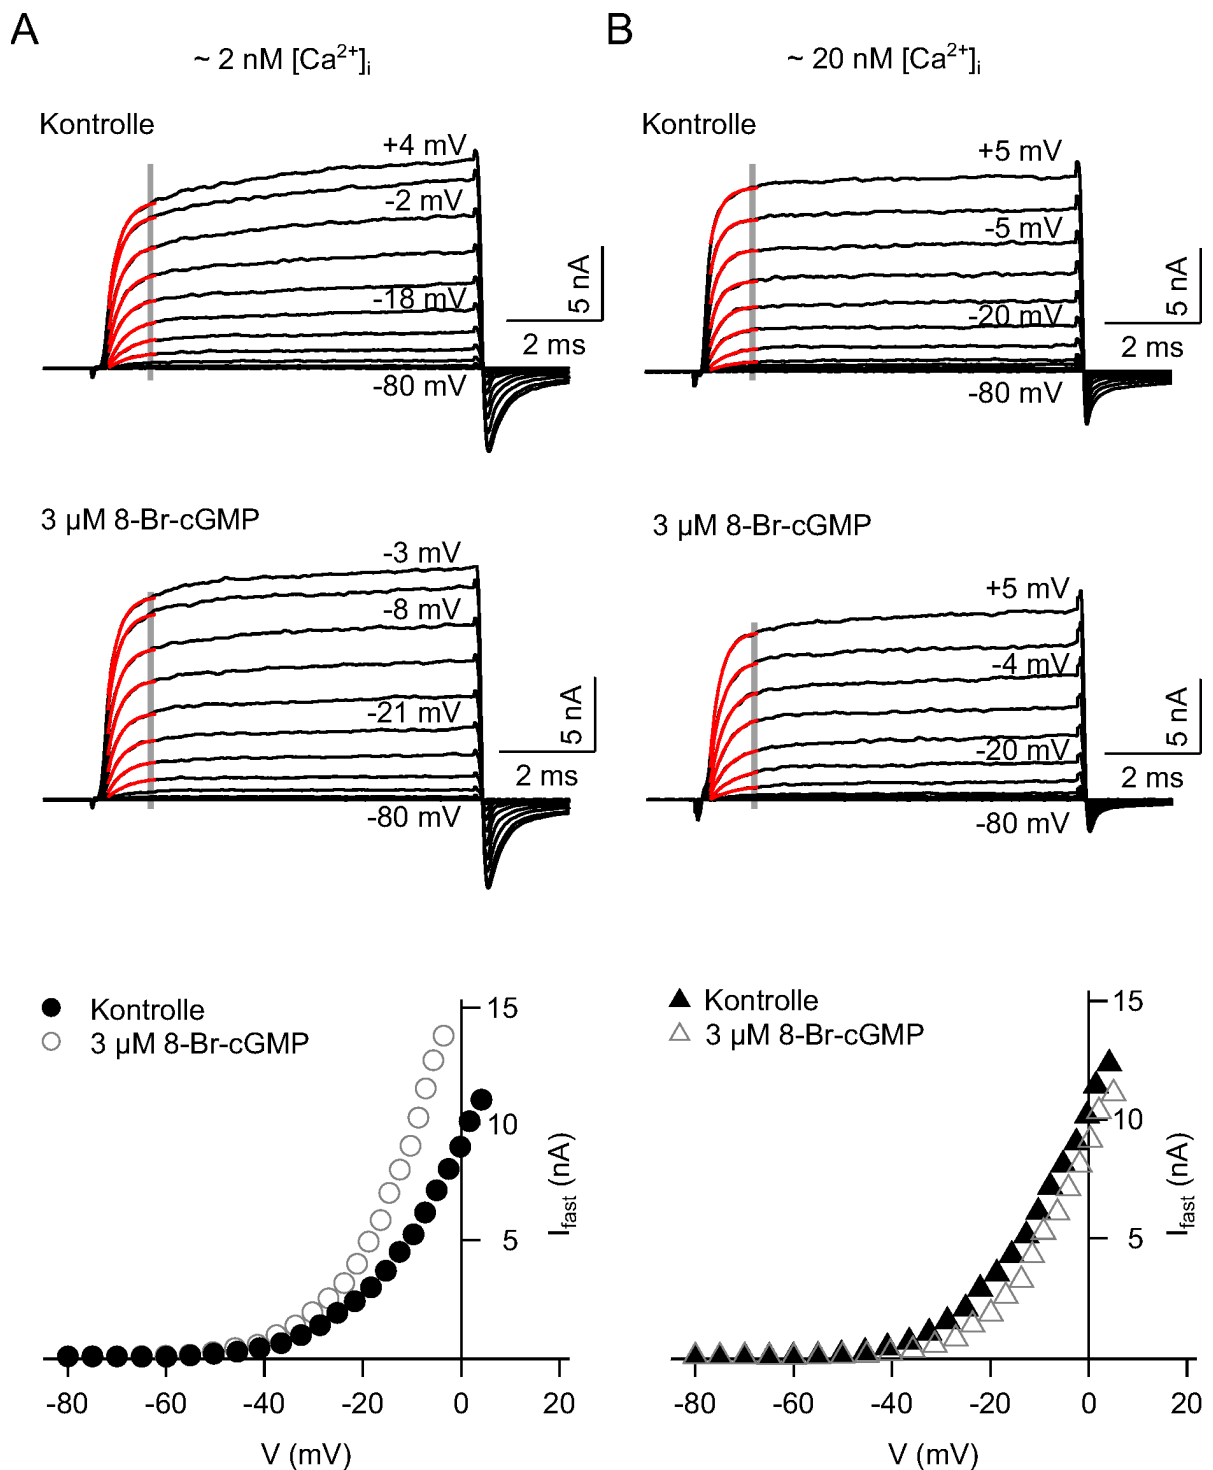 A
~ 2 nM [Ca²⁺]ᵢ
Kontrolle
+4 mV
-2 mV
-18 mV
-80 mV
5 nA
2 ms
3 µM 8-Br-cGMP
-3 mV
-8 mV
-21 mV
-80 mV
5 nA
2 ms
Kontrolle
3 µM 8-Br-cGMP
15
10
5
I_fast (nA)
-80 -60 -40 -20 0 20
V (mV)
B
~ 20 nM [Ca²⁺]ᵢ
Kontrolle
+5 mV
-5 mV
-20 mV
-80 mV
5 nA
2 ms
3 µM 8-Br-cGMP
+5 mV
-4 mV
-20 mV
-80 mV
5 nA
2 ms
Kontrolle
3 µM 8-Br-cGMP
15
10
5
I_fast (nA)
-80 -60 -40 -20 0 20
V (mV)